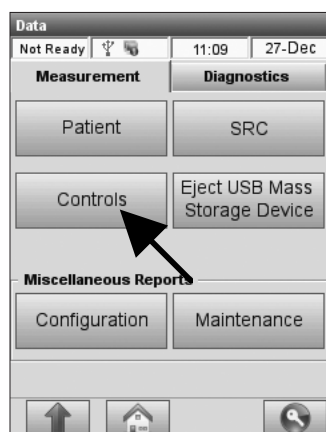 Data
Not Ready 11:09 27-Dec
Measurement Diagnostics
Patient SRC
Controls Eject USB Mass
Storage Device
Miscellaneous Reports
Configuration Maintenance